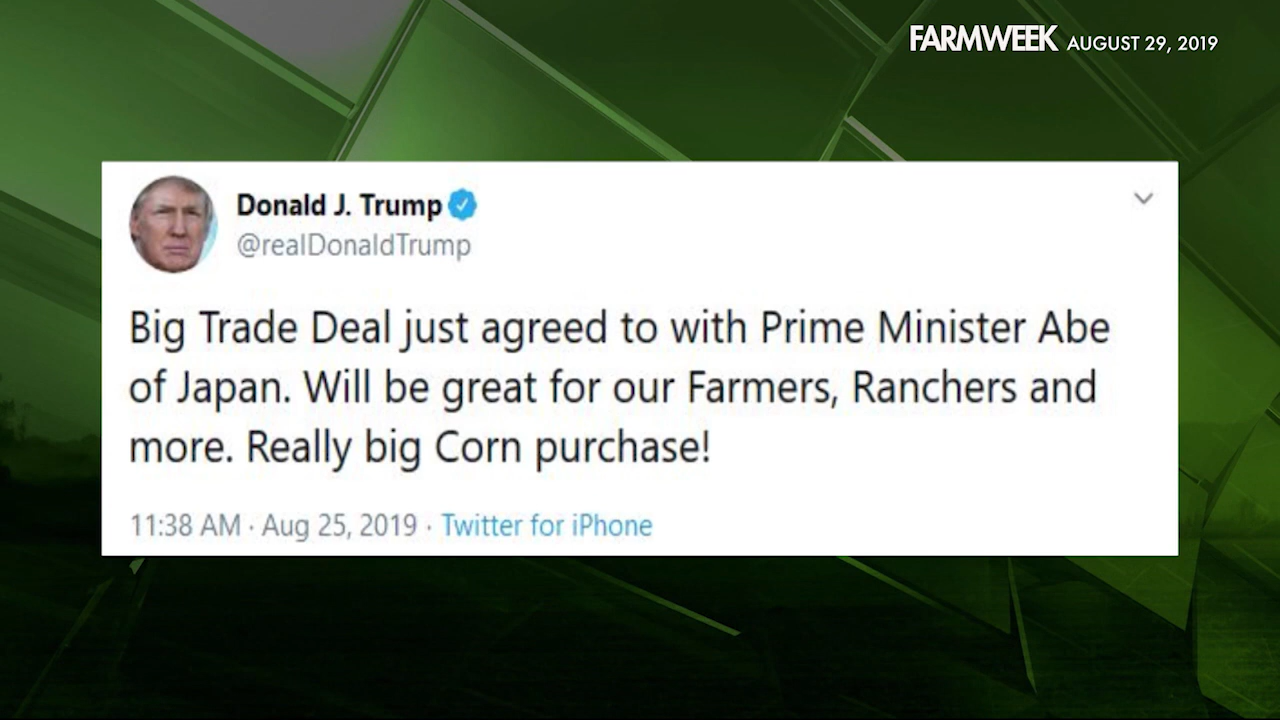 FARMWEEK AUGUST 29, 2019
Donald J. Trump
@realDonaldTrump
Big Trade Deal just agreed to with Prime Minister Abe
of Japan. Will be great for our Farmers, Ranchers and
more. Really big Corn purchase!
11:38 AM · Aug 25, 2019 · Twitter for iPhone